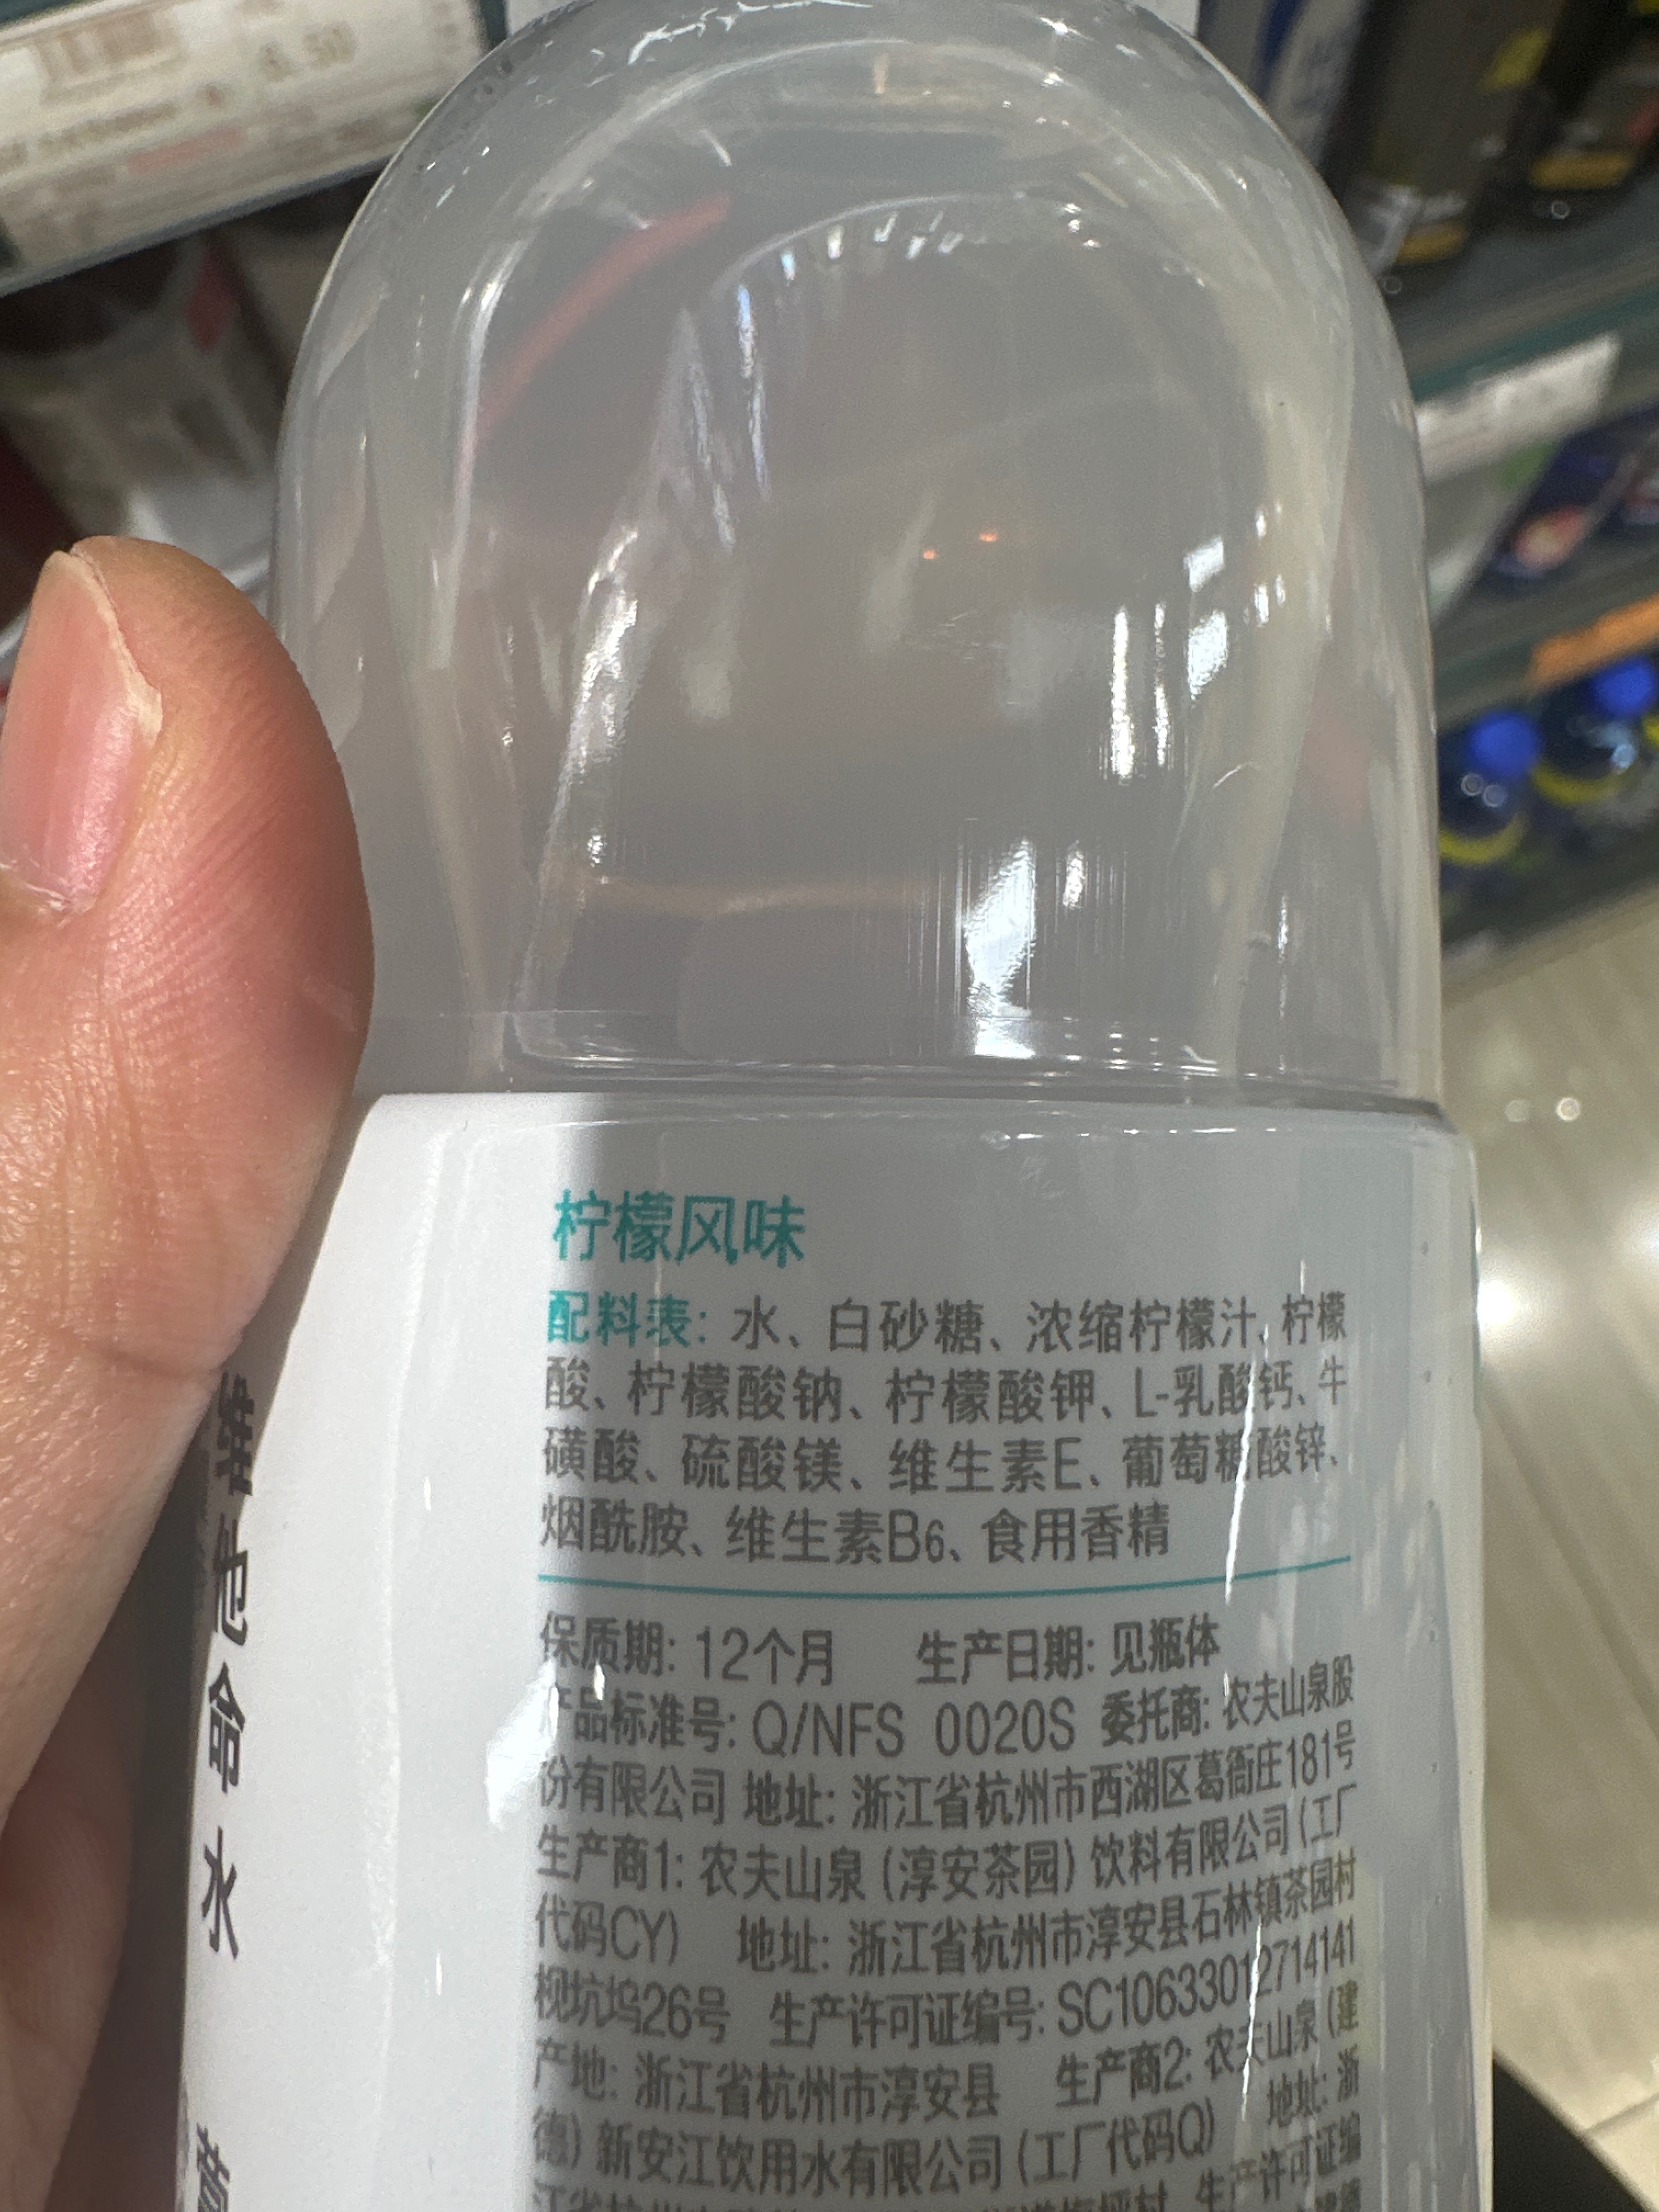 柠檬风味
配料表: 水、白砂糖、浓缩柠檬汁、柠檬
酸、柠檬酸钠、柠檬酸钾、L-乳酸钙、牛
磺酸、硫酸镁、维生素E、葡萄糖酸锌、
烟酰胺、维生素B6、食用香精
保质期: 12个月 生产日期: 见瓶体
产品标准号: Q/NFS 0020S 委托商: 农夫山泉股
份有限公司 地址: 浙江省杭州市西湖区葛衙庄181号
生产商1: 农夫山泉 (淳安茶园) 饮料有限公司 (工厂
代码CY) 地址: 浙江省杭州市淳安县石林镇茶园村
枧坑坞26号 生产许可证编号: SC10633012714141
产地: 浙江省杭州市淳安县 生产商2: 农夫山泉 (建
德) 新安江饮用水有限公司 (工厂代码Q) 地址: 浙
生产许可证编
命水